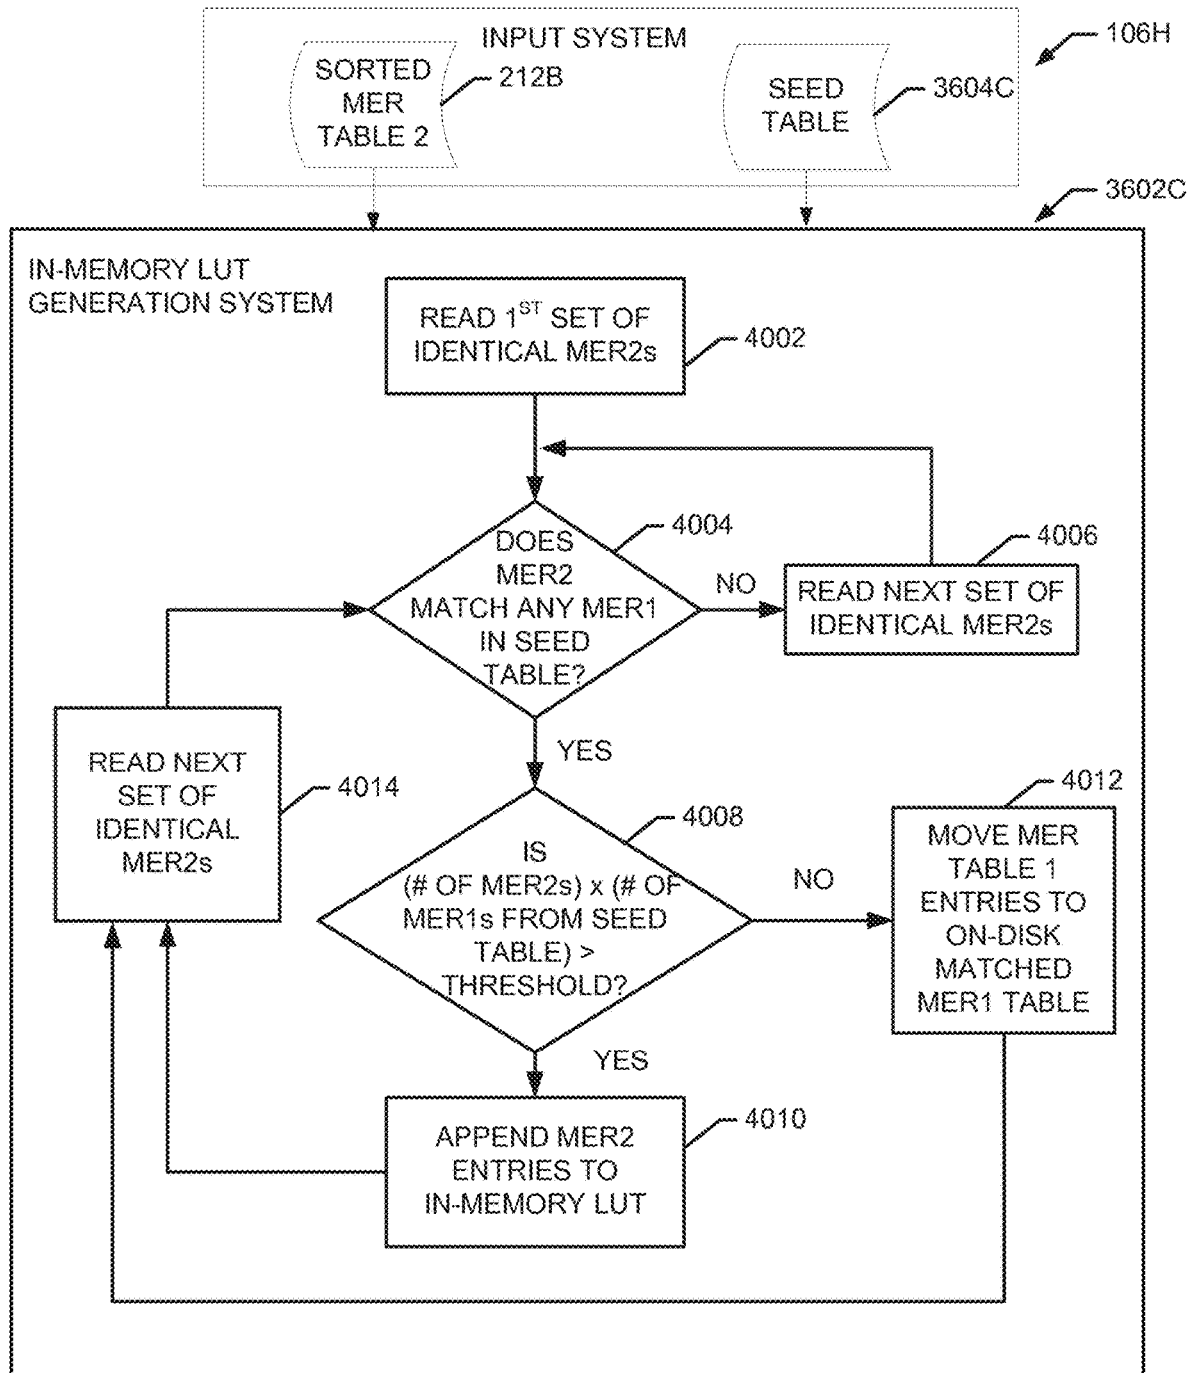 INPUT SYSTEM
106H
SORTED
MER
TABLE 2
212B
SEED
TABLE
3604C
3602C
IN-MEMORY LUT
GENERATION SYSTEM
READ 1ST SET OF
IDENTICAL MER2s
4002
DOES
MER2
MATCH ANY MER1
IN SEED
TABLE?
4004
NO
4006
READ NEXT SET OF
IDENTICAL MER2s
YES
READ NEXT
SET OF
IDENTICAL
MER2s
4014
IS
(# OF MER2s) x (# OF
MER1s FROM SEED
TABLE) >
THRESHOLD?
4008
NO
4012
MOVE MER
TABLE 1
ENTRIES TO
ON-DISK
MATCHED
MER1 TABLE
YES
APPEND MER2
ENTRIES TO
IN-MEMORY LUT
4010